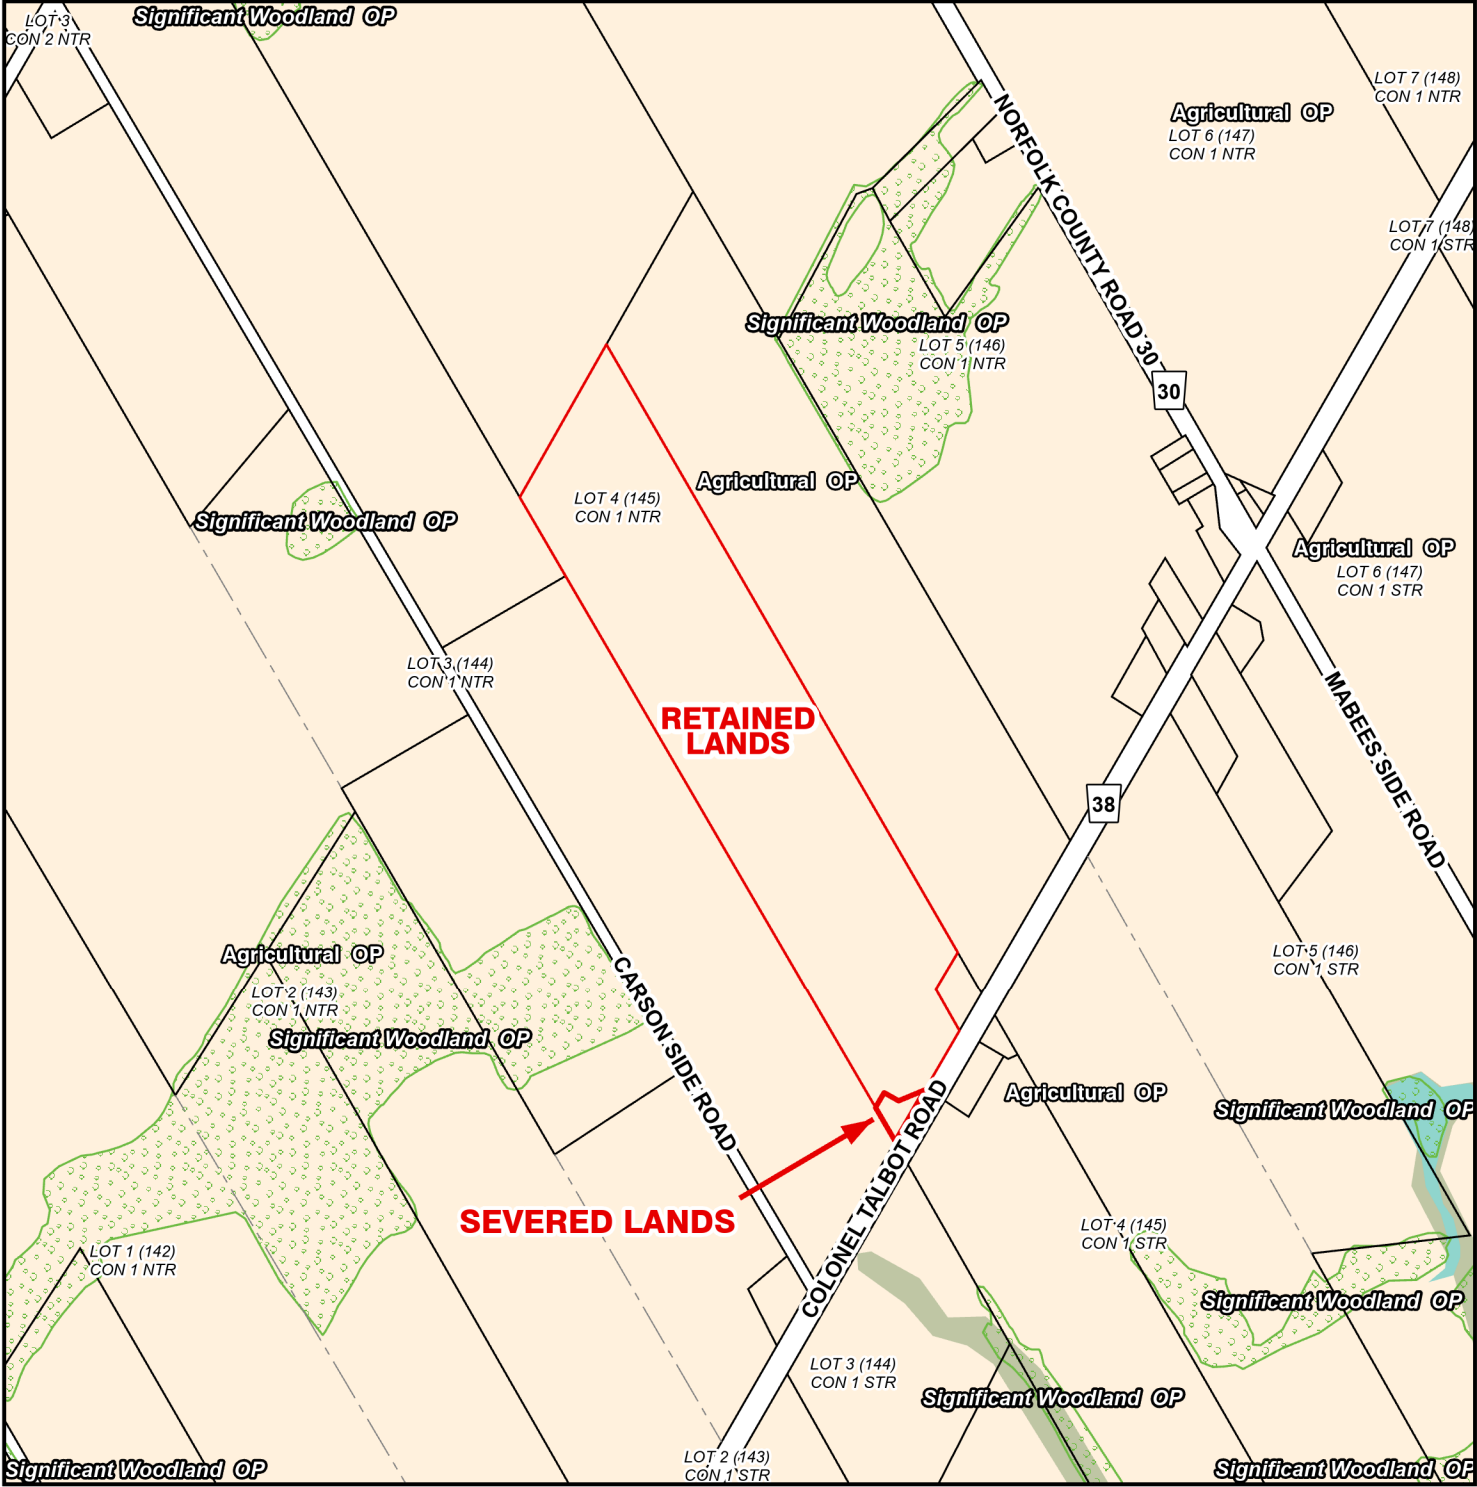 LOT 3
CON 2 NTR
Significant Woodland OP
LOT 7 (148)
CON 1 NTR
Agricultural OP
LOT 6 (147)
CON 1 NTR
NORFOLK COUNTY ROAD 30
LOT 7 (148)
CON 1 STR
Significant Woodland OP
LOT 5 (146)
CON 1 NTR
30
Agricultural OP
LOT 4 (145)
CON 1 NTR
Significant Woodland OP
Agricultural OP
LOT 6 (147)
CON 1 STR
LOT 3 (144)
CON 1 NTR
RETAINED
LANDS
MABEES SIDE ROAD
38
Agricultural OP
LOT 2 (143)
CON 1 NTR
Significant Woodland OP
CARSON SIDE ROAD
LOT 5 (146)
CON 1 STR
Agricultural OP
Significant Woodland OP
COLONEL TALBOT ROAD
SEVERED LANDS
LOT 4 (145)
CON 1 STR
LOT 1 (142)
CON 1 NTR
Significant Woodland OP
LOT 3 (144)
CON 1 STR
Significant Woodland OP
LOT 2 (143)
CON 1 STR
Significant Woodland OP
Significant Woodland OP